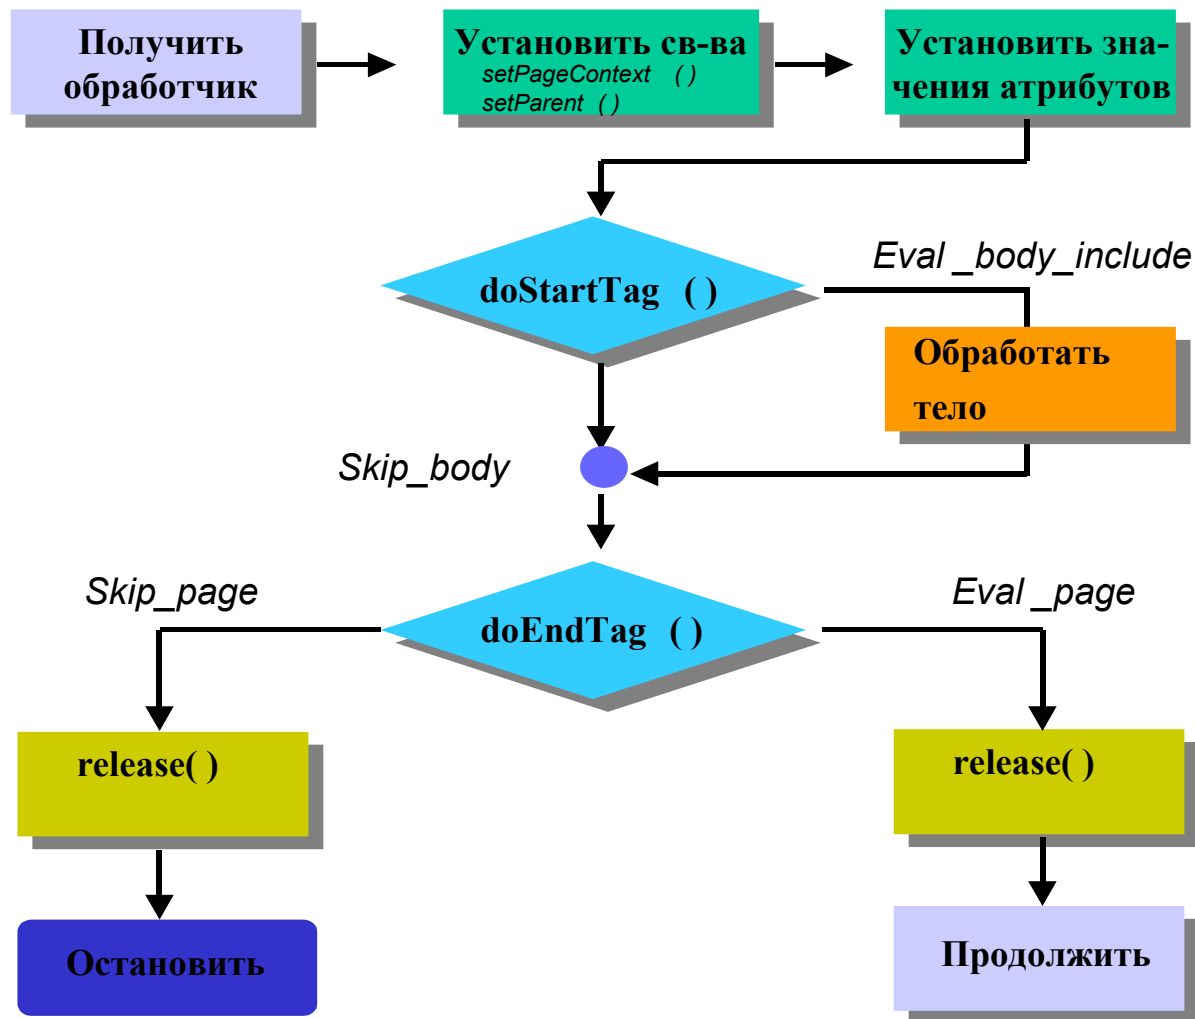 Получить
обработчик
Установить св-ва
setPageContext ( )
setParent ( )
Установить зна-
чения атрибутов
doStartTag ( )
Eval _body_include
Обработать
тело
Skip_body
doEndTag ( )
Skip_page
Eval _page
release( )
release( )
Остановить
Продолжить